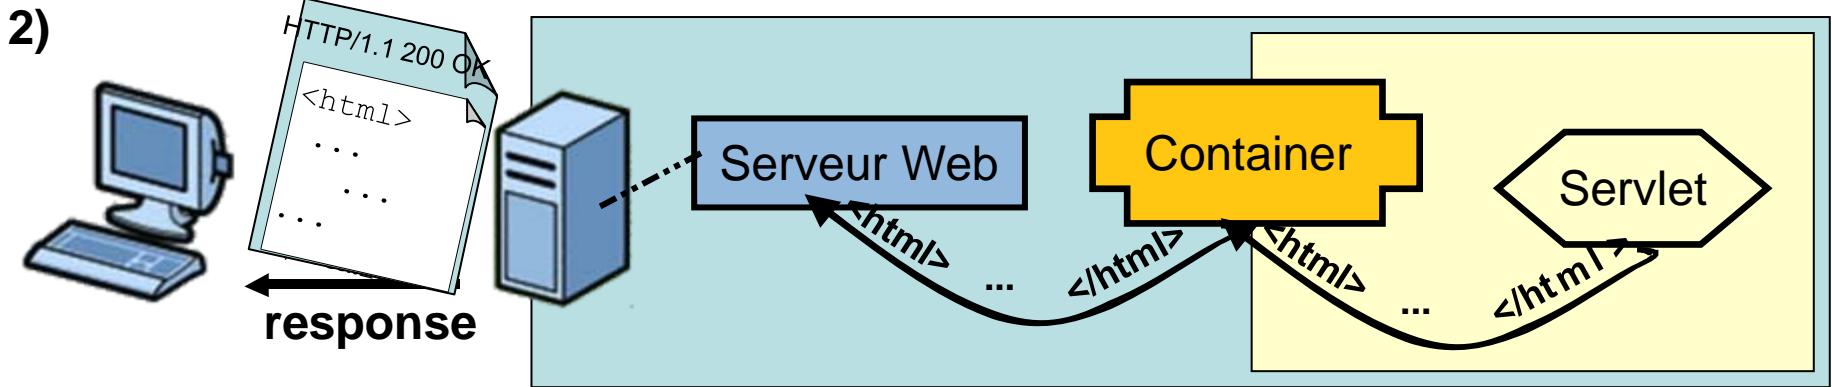 2)
HTTP/1.1 200 OK
<html>
...
...
...
response
Serveur Web
Container
Servlet
<html> ... </html>
<html> ... </html>